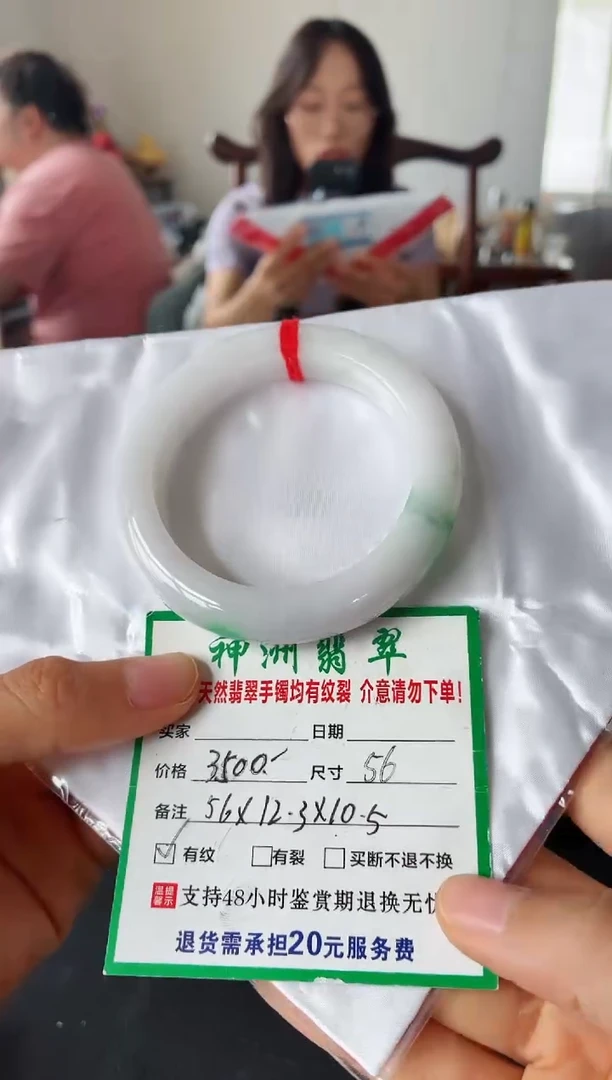 神洲翡翠
天然翡翠手镯均有纹裂 介意请勿下单!
买家 日期
价格 3500.- 尺寸 56
备注 56X12.3X10.5
☑ 有纹 □有裂 □买断不退不换
温馨提示 支持48小时鉴赏期退换无忧
退货需承担20元服务费